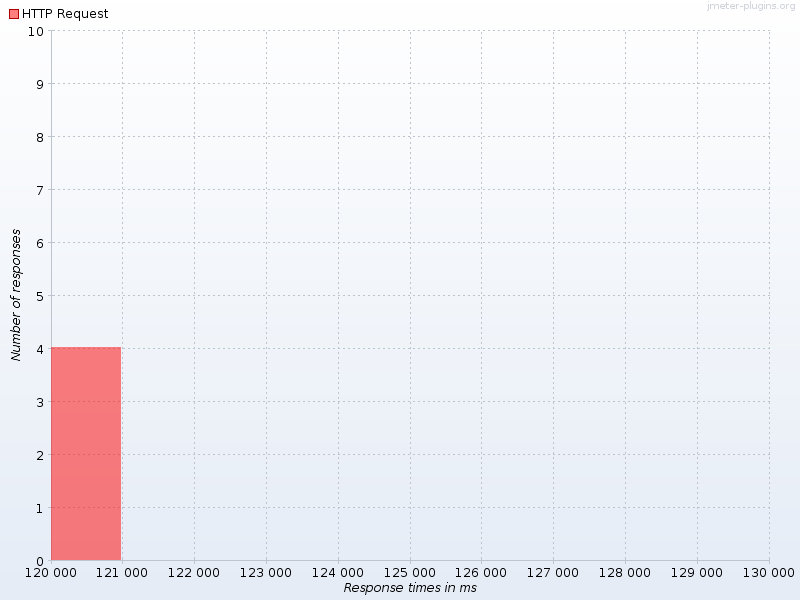 HTTP Request
jmeter-plugins.org
10
9
8
7
6
5
4
3
2
1
0
Number of responses
120 000 121 000 122 000 123 000 124 000 125 000 126 000 127 000 128 000 129 000 130 000
Response times in ms